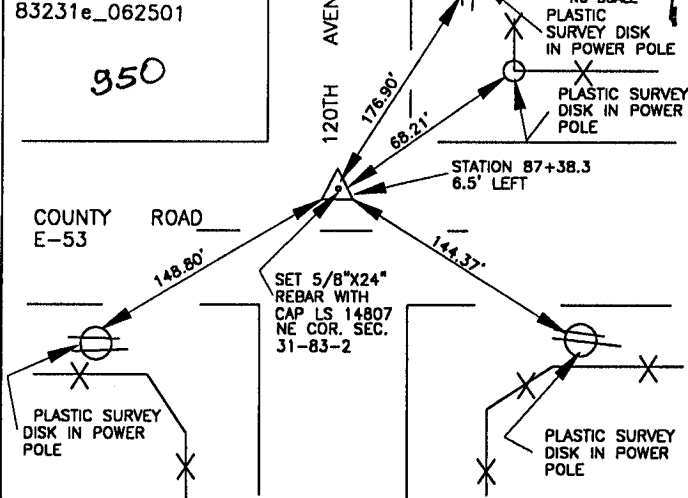 83231e_062501
950
120TH AVEN
PLASTIC
SURVEY DISK
IN POWER POLE
PLASTIC SURVEY
DISK IN POWER
POLE
176.90'
68.21'
STATION 87+38.3
6.5' LEFT
COUNTY ROAD
E-53
148.80'
144.37'
SET 5/8"X24"
REBAR WITH
CAP LS 14807
NE COR. SEC.
31-83-2
PLASTIC SURVEY
DISK IN POWER
POLE
PLASTIC SURVEY
DISK IN POWER
POLE